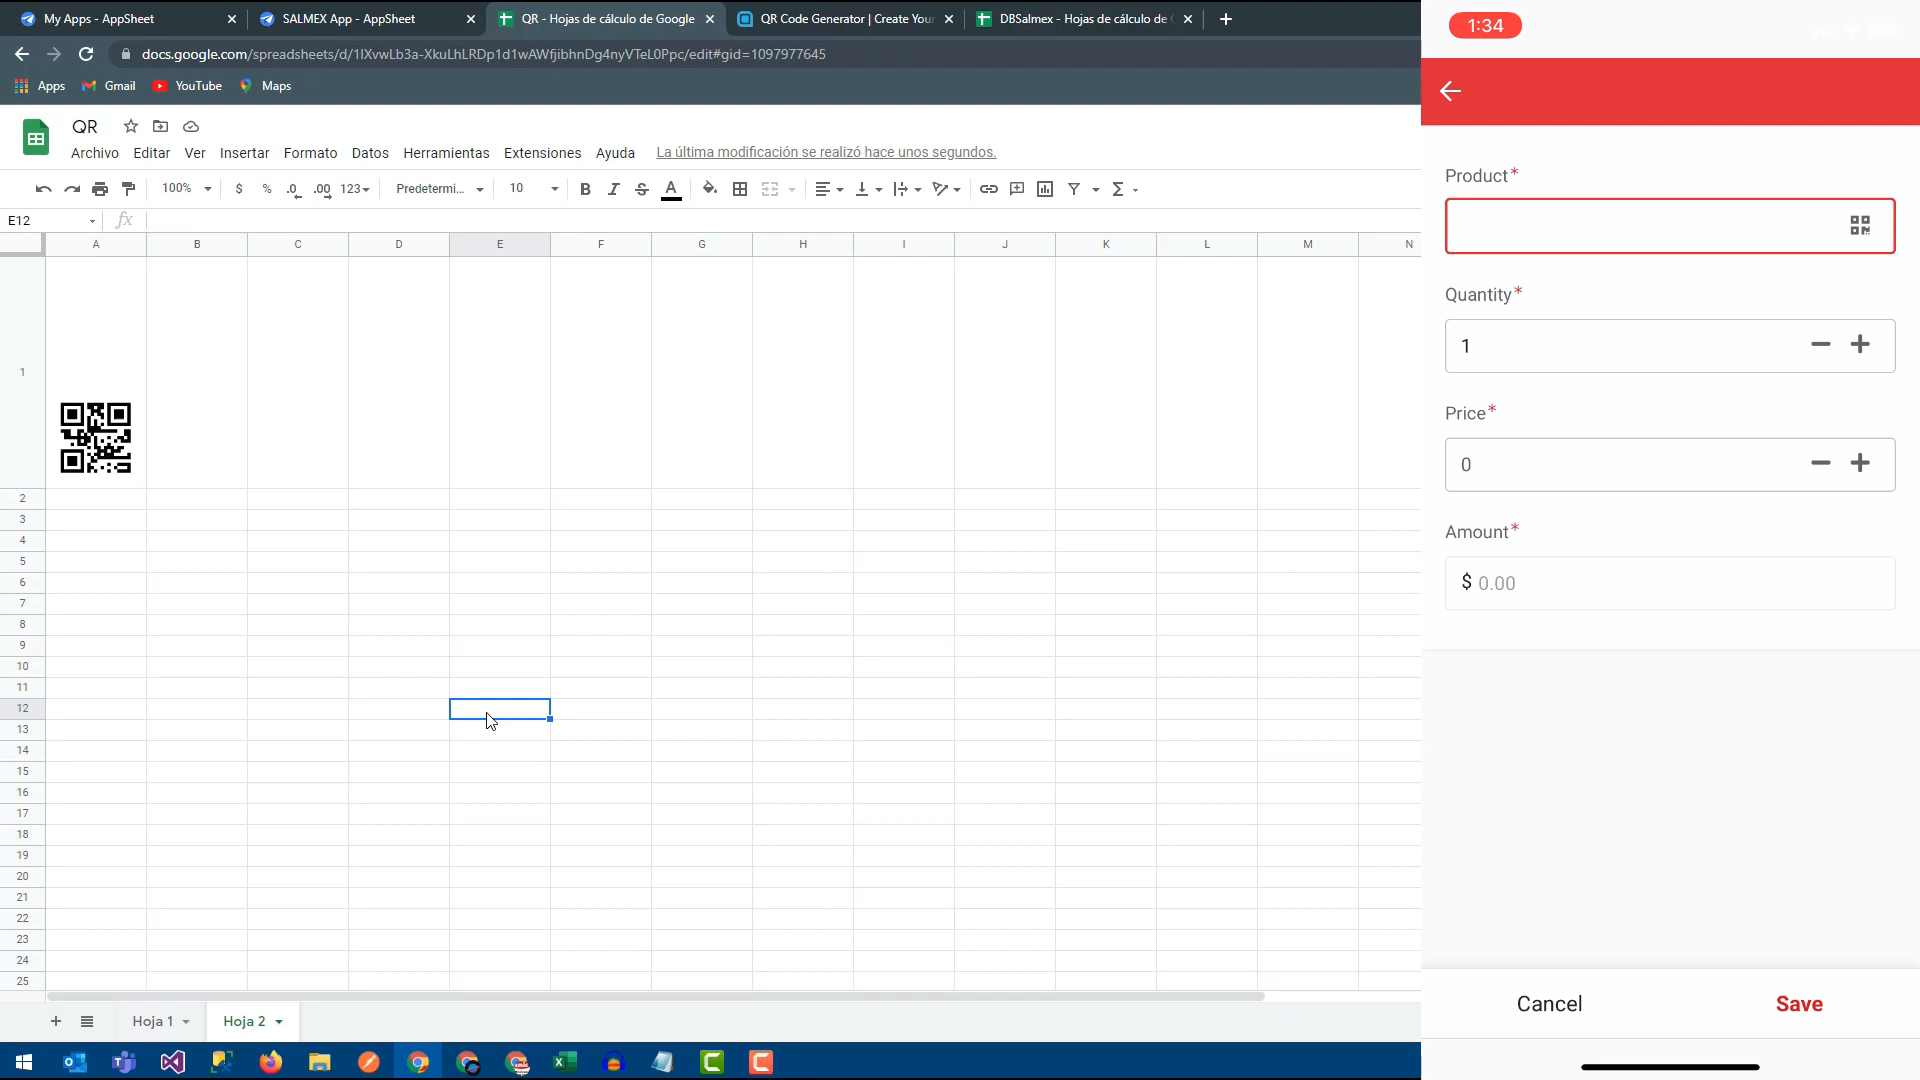 My Apps - AppSheet
SALMEX App - AppSheet
QR - Hojas de cálculo de Google
QR Code Generator | Create Your
DBSalmex - Hojas de cálculo de
docs.google.com/spreadsheets/d/1IXvwLb3a-XkuLhLRDp1d1wAWfjibhnDg4nyVTeL0Ppc/edit#gid=1097977645
Apps Gmail YouTube Maps
QR
Archivo Editar Ver Insertar Formato Datos Herramientas Extensiones Ayuda La última modificación se realizó hace unos segundos.
100% $ % .0 .00 123 Predetermi... 10 B I S A Σ
E12 fx
A B C D E F G H I J K L M N
1
2
3
4
5
6
7
8
9
10
11
12
13
14
15
16
17
18
19
20
21
22
23
24
25
Hoja 1 Hoja 2
1:34
Product*
Quantity*
1
Price*
0
Amount*
$ 0.00
Cancel Save